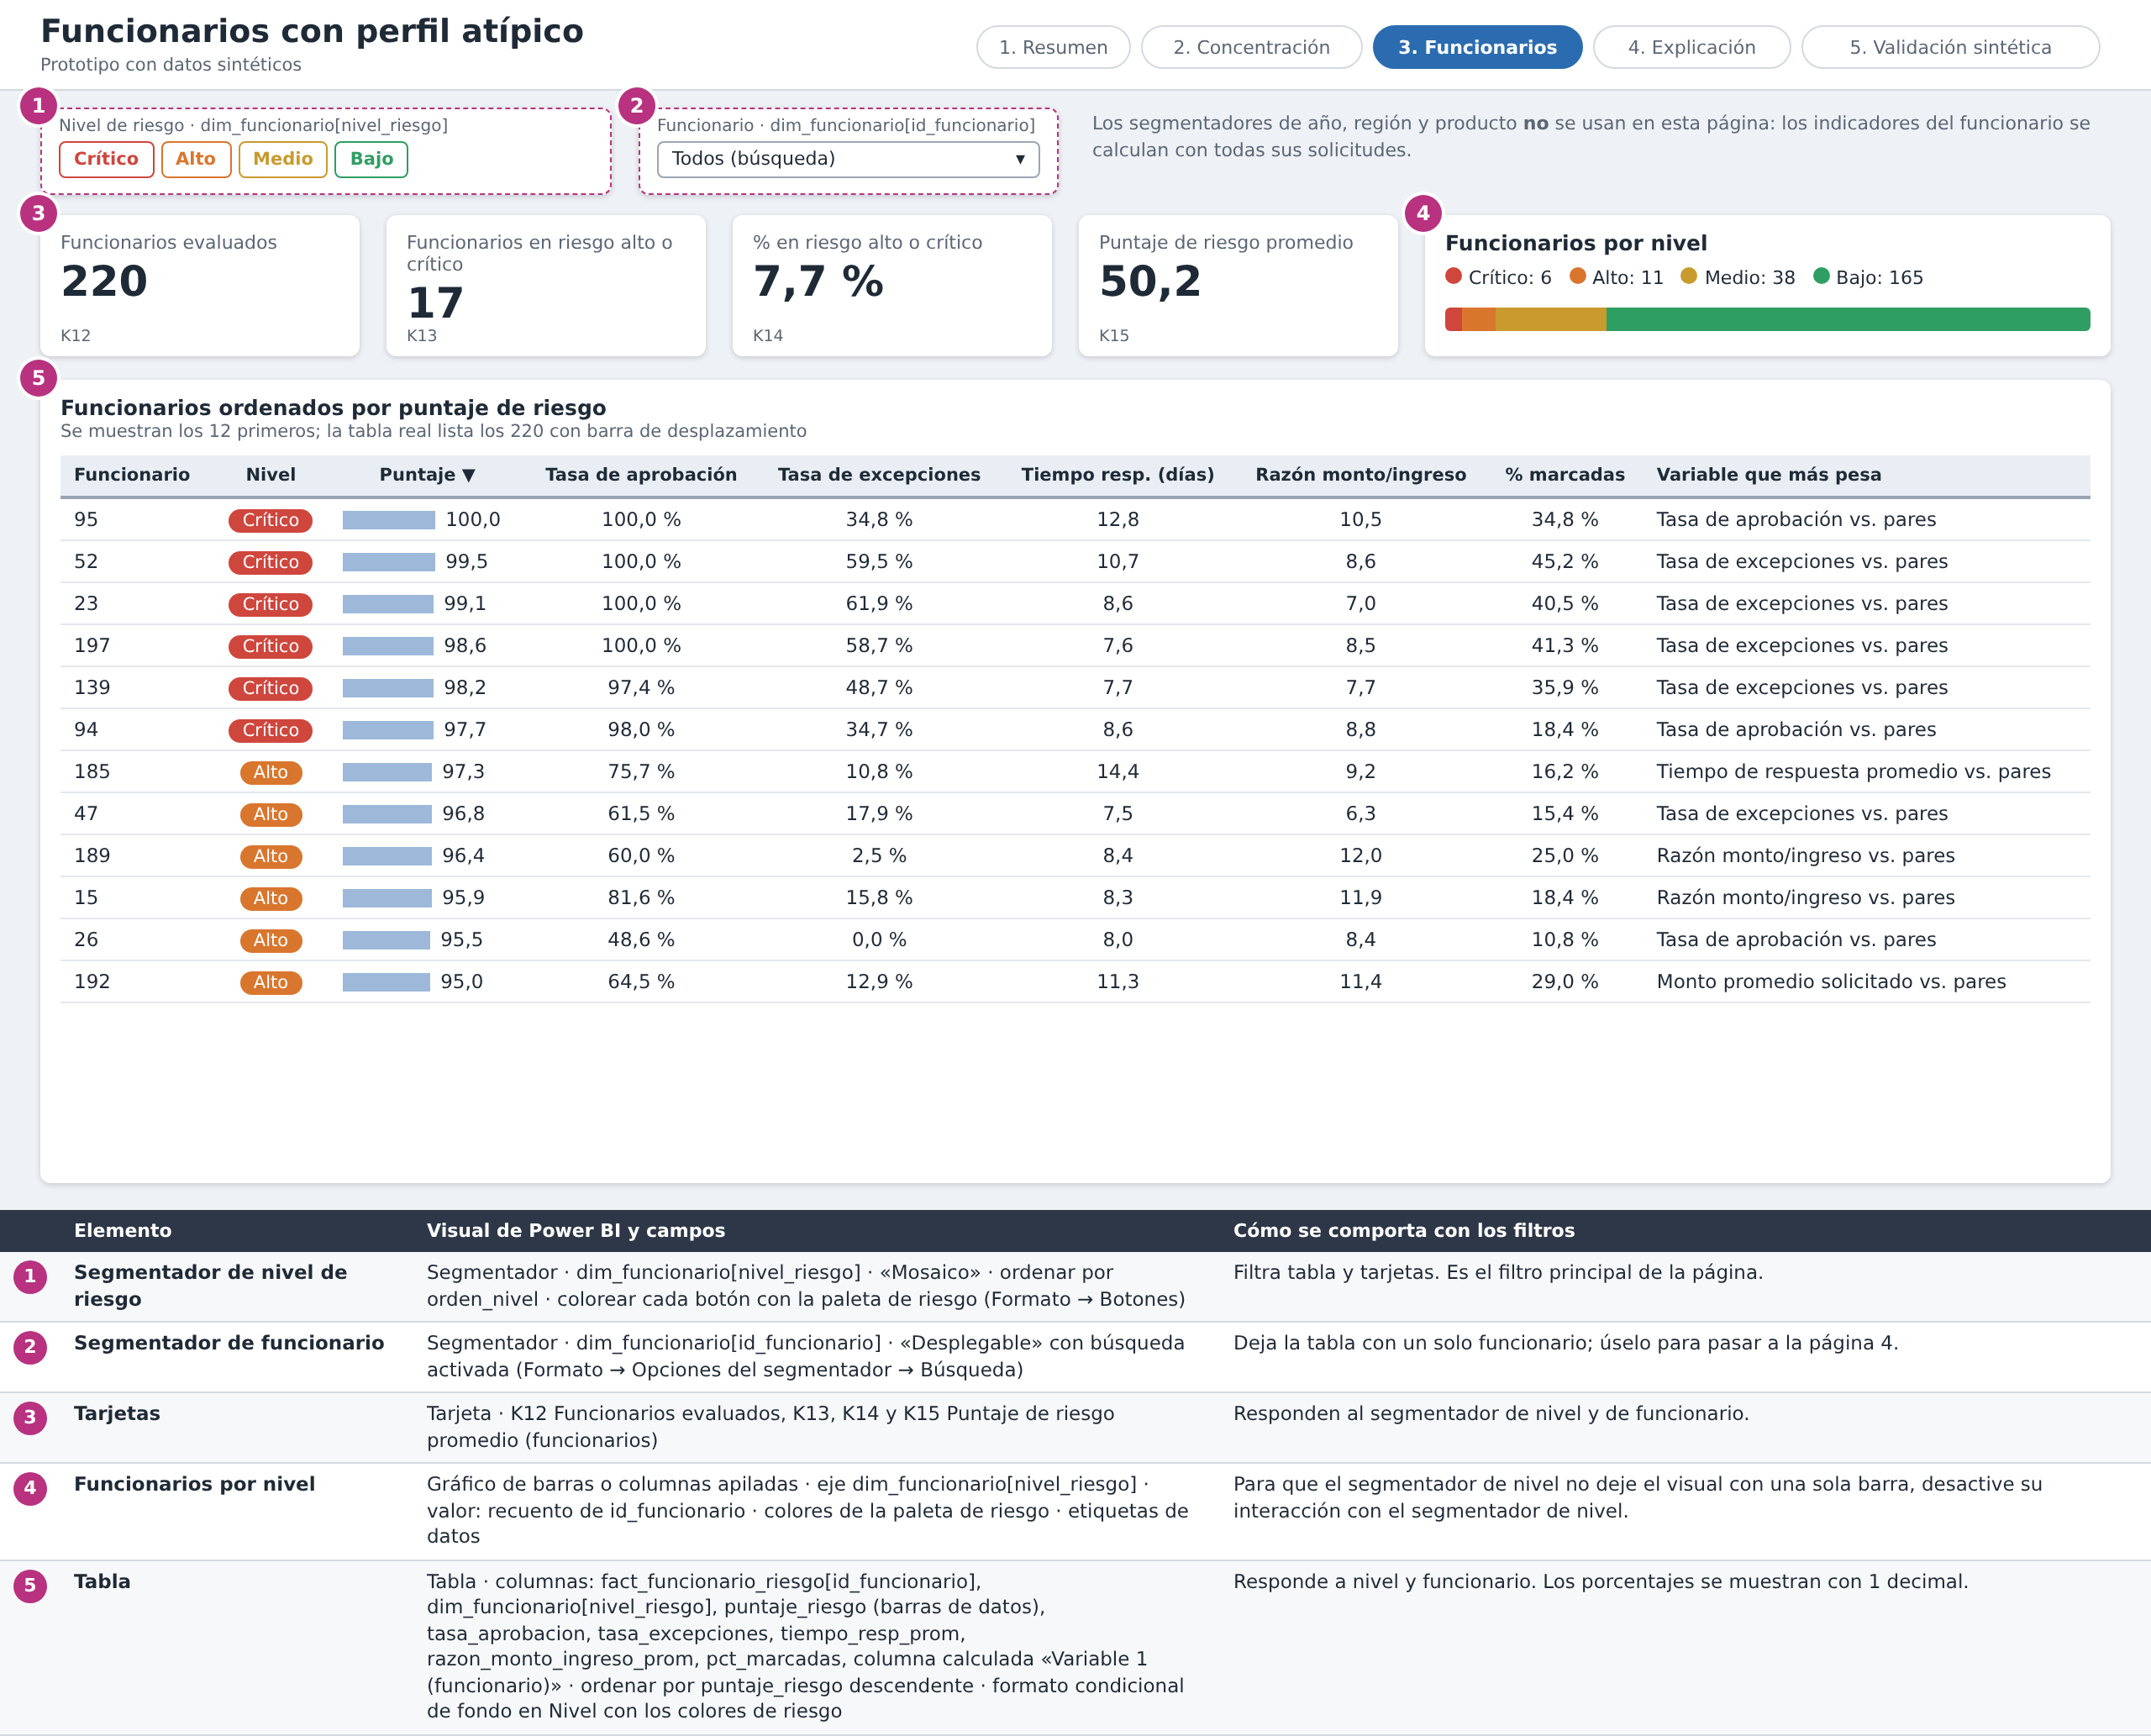 Funcionarios con perfil atípico
Prototipo con datos sintéticos
1. Resumen
2. Concentración
3. Funcionarios
4. Explicación
5. Validación sintética
1
Nivel de riesgo · dim_funcionario[nivel_riesgo]
Crítico Alto Medio Bajo
2
Funcionario · dim_funcionario[id_funcionario]
Todos (búsqueda) ▼
Los segmentadores de año, región y producto no se usan en esta página: los indicadores del funcionario se
calculan con todas sus solicitudes.
3
Funcionarios evaluados
220
K12
Funcionarios en riesgo alto o
crítico
17
K13
% en riesgo alto o crítico
7,7 %
K14
Puntaje de riesgo promedio
50,2
K15
4
Funcionarios por nivel
Crítico: 6 Alto: 11 Medio: 38 Bajo: 165
5
Funcionarios ordenados por puntaje de riesgo
Se muestran los 12 primeros; la tabla real lista los 220 con barra de desplazamiento
Funcionario Nivel Puntaje ▼ Tasa de aprobación Tasa de excepciones Tiempo resp. (días) Razón monto/ingreso % marcadas Variable que más pesa
95 Crítico 100,0 100,0 % 34,8 % 12,8 10,5 34,8 % Tasa de aprobación vs. pares
52 Crítico 99,5 100,0 % 59,5 % 10,7 8,6 45,2 % Tasa de excepciones vs. pares
23 Crítico 99,1 100,0 % 61,9 % 8,6 7,0 40,5 % Tasa de excepciones vs. pares
197 Crítico 98,6 100,0 % 58,7 % 7,6 8,5 41,3 % Tasa de excepciones vs. pares
139 Crítico 98,2 97,4 % 48,7 % 7,7 7,7 35,9 % Tasa de excepciones vs. pares
94 Crítico 97,7 98,0 % 34,7 % 8,6 8,8 18,4 % Tasa de aprobación vs. pares
185 Alto 97,3 75,7 % 10,8 % 14,4 9,2 16,2 % Tiempo de respuesta promedio vs. pares
47 Alto 96,8 61,5 % 17,9 % 7,5 6,3 15,4 % Tasa de excepciones vs. pares
189 Alto 96,4 60,0 % 2,5 % 8,4 12,0 25,0 % Razón monto/ingreso vs. pares
15 Alto 95,9 81,6 % 15,8 % 8,3 11,9 18,4 % Razón monto/ingreso vs. pares
26 Alto 95,5 48,6 % 0,0 % 8,0 8,4 10,8 % Tasa de aprobación vs. pares
192 Alto 95,0 64,5 % 12,9 % 11,3 11,4 29,0 % Monto promedio solicitado vs. pares
Elemento Visual de Power BI y campos Cómo se comporta con los filtros
1
Segmentador de nivel de
riesgo
Segmentador · dim_funcionario[nivel_riesgo] · «Mosaico» · ordenar por
orden_nivel · colorear cada botón con la paleta de riesgo (Formato → Botones)
Filtra tabla y tarjetas. Es el filtro principal de la página.
2
Segmentador de funcionario
Segmentador · dim_funcionario[id_funcionario] · «Desplegable» con búsqueda
activada (Formato → Opciones del segmentador → Búsqueda)
Deja la tabla con un solo funcionario; úselo para pasar a la página 4.
3
Tarjetas
Tarjeta · K12 Funcionarios evaluados, K13, K14 y K15 Puntaje de riesgo
promedio (funcionarios)
Responden al segmentador de nivel y de funcionario.
4
Funcionarios por nivel
Gráfico de barras o columnas apiladas · eje dim_funcionario[nivel_riesgo] ·
valor: recuento de id_funcionario · colores de la paleta de riesgo · etiquetas de
datos
Para que el segmentador de nivel no deje el visual con una sola barra, desactive su
interacción con el segmentador de nivel.
5
Tabla
Tabla · columnas: fact_funcionario_riesgo[id_funcionario],
dim_funcionario[nivel_riesgo], puntaje_riesgo (barras de datos),
tasa_aprobacion, tasa_excepciones, tiempo_resp_prom,
razon_monto_ingreso_prom, pct_marcadas, columna calculada «Variable 1
(funcionario)» · ordenar por puntaje_riesgo descendente · formato condicional
de fondo en Nivel con los colores de riesgo
Responde a nivel y funcionario. Los porcentajes se muestran con 1 decimal.